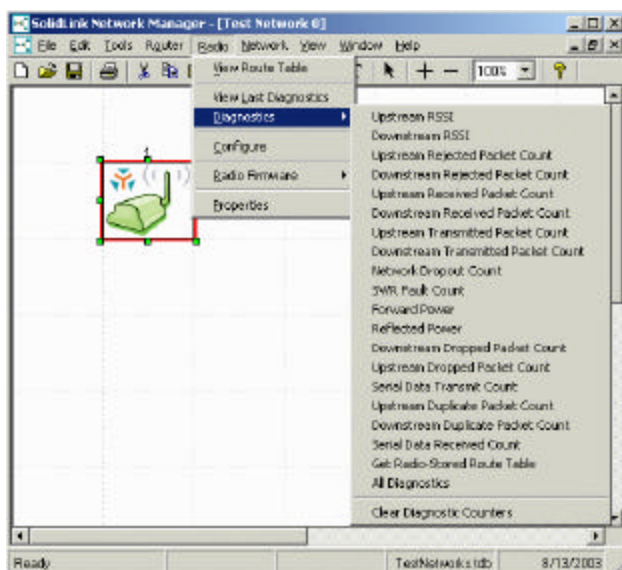 SolidLink Network Manager - [Test Network 0]
File Edit Tools Router Radio Network View Window Help
100%
View Route Table
View Last Diagnostics
Diagnostics
Configure
Radio Firmware
Properties
1
Upstream RSSI
Downstream RSSI
Upstream Rejected Packet Count
Downstream Rejected Packet Count
Upstream Received Packet Count
Downstream Received Packet Count
Upstream Transmitted Packet Count
Downstream Transmitted Packet Count
Network Dropout Count
SWR Fault Count
Forward Power
Reflected Power
Downstream Dropped Packet Count
Upstream Dropped Packet Count
Serial Data Transmit Count
Upstream Duplicate Packet Count
Downstream Duplicate Packet Count
Serial Data Received Count
Get Radio-Stored Route Table
All Diagnostics
Clear Diagnostic Counters
Ready
TestNetworks.tdb
8/13/2003